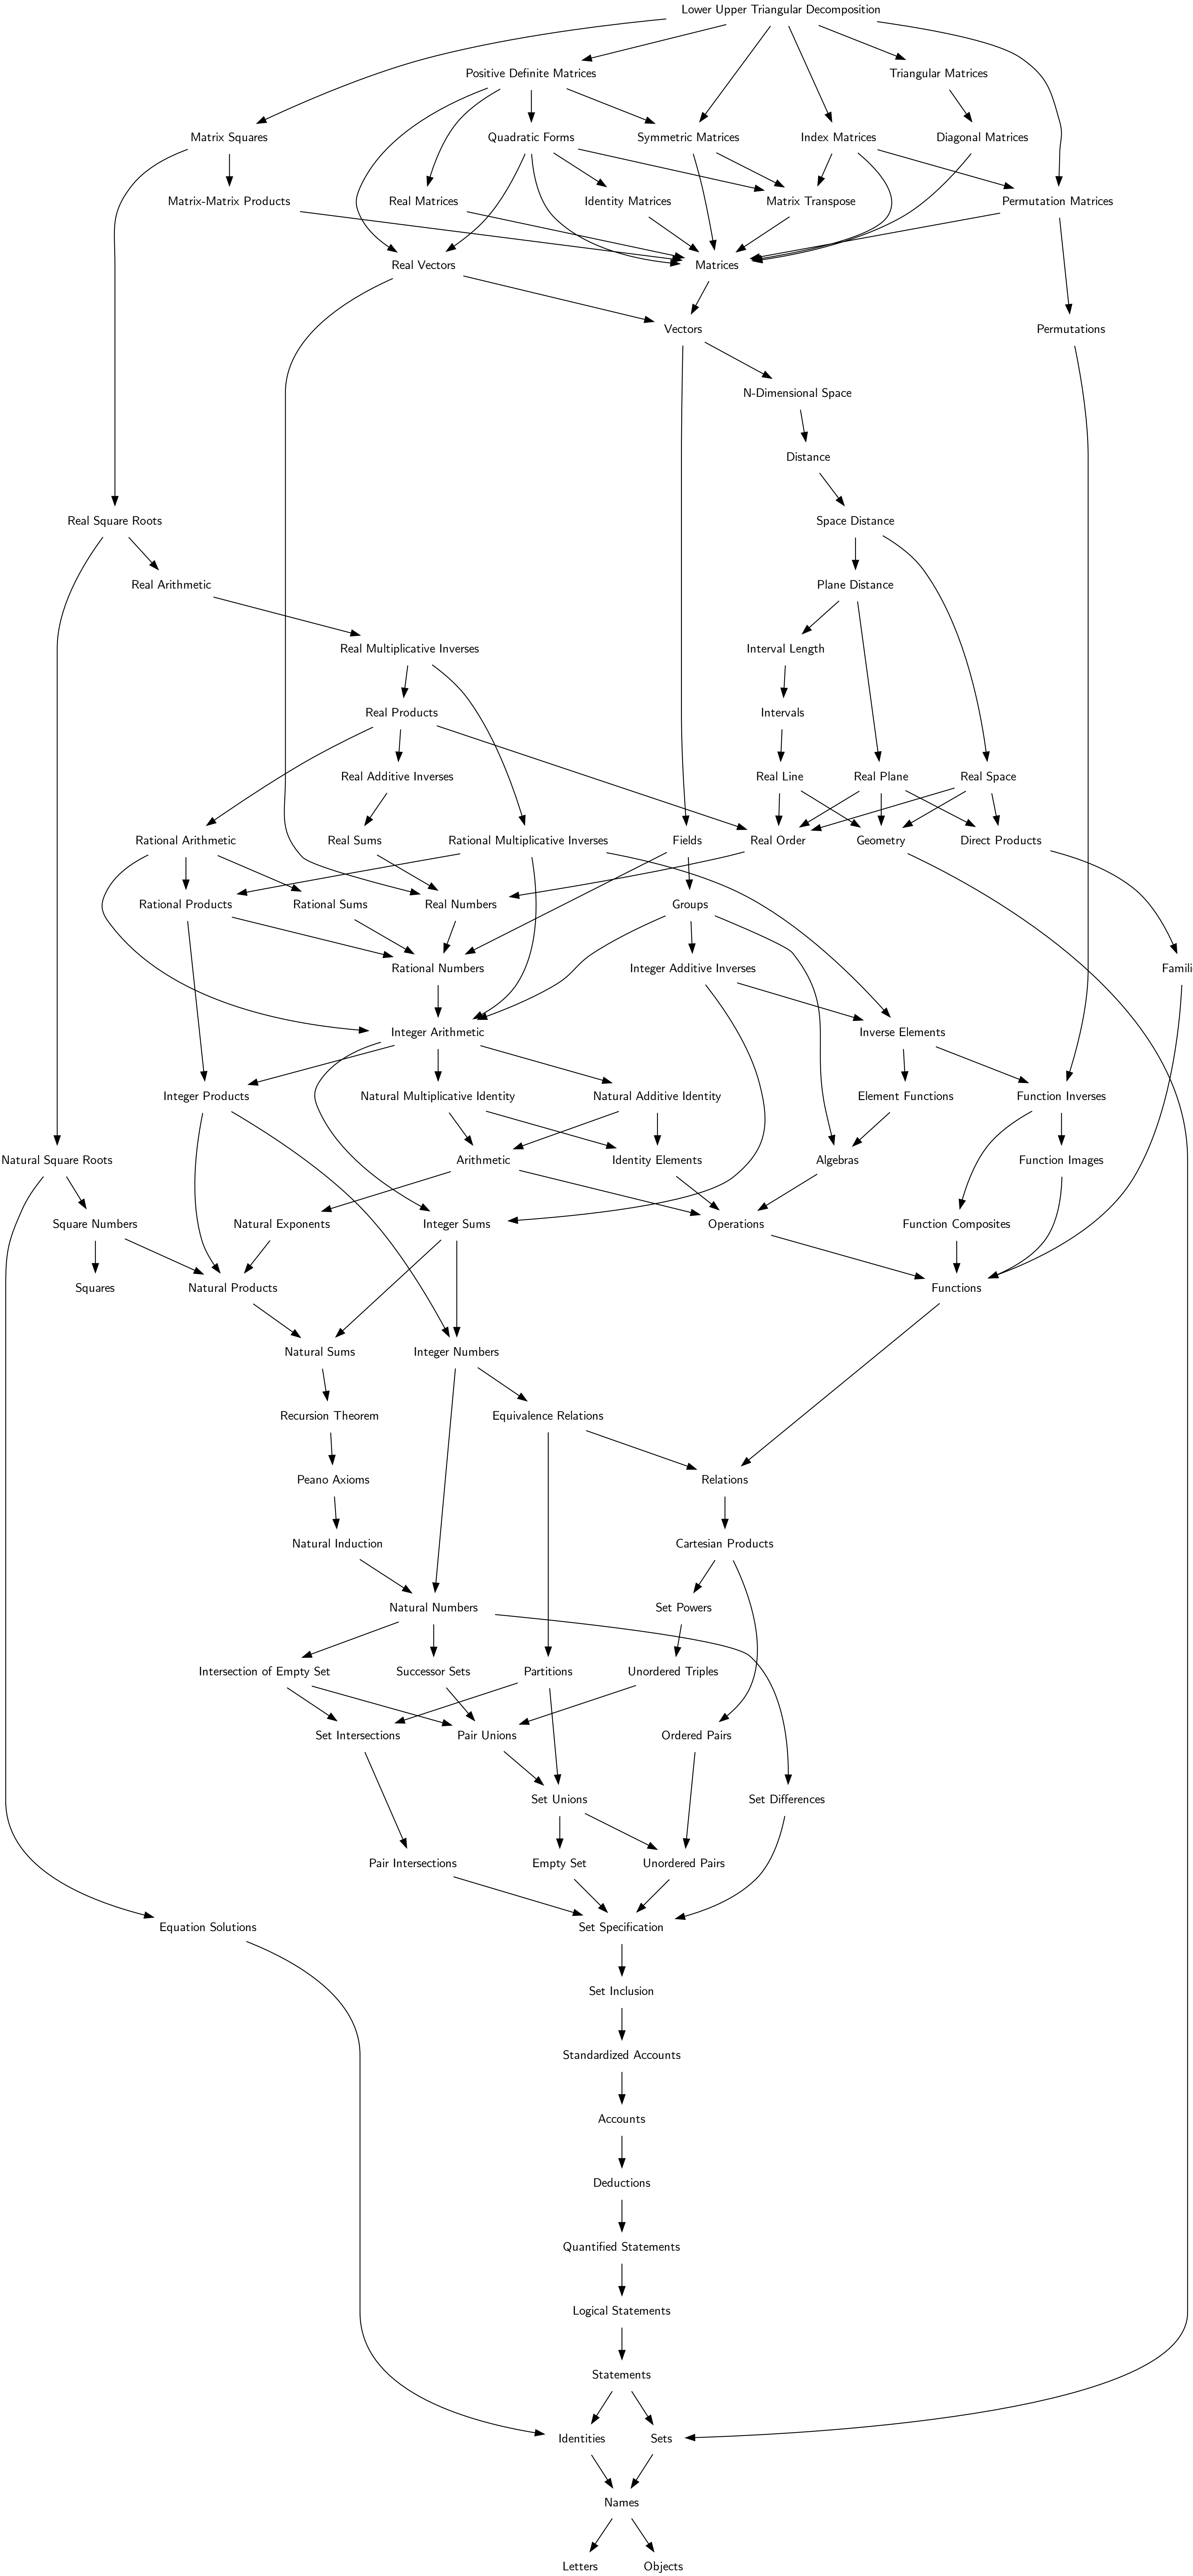 Lower Upper Triangular Decomposition
Positive Definite Matrices
Triangular Matrices
Matrix Squares
Quadratic Forms
Symmetric Matrices
Index Matrices
Diagonal Matrices
Matrix-Matrix Products
Real Matrices
Identity Matrices
Matrix Transpose
Permutation Matrices
Real Vectors
Matrices
Vectors
Permutations
N-Dimensional Space
Distance
Real Square Roots
Space Distance
Real Arithmetic
Plane Distance
Real Multiplicative Inverses
Interval Length
Real Products
Intervals
Real Additive Inverses
Real Line
Real Plane
Real Space
Rational Arithmetic
Real Sums
Rational Multiplicative Inverses
Fields
Real Order
Geometry
Direct Products
Rational Products
Rational Sums
Real Numbers
Groups
Rational Numbers
Integer Additive Inverses
Famili
Integer Arithmetic
Inverse Elements
Integer Products
Natural Multiplicative Identity
Natural Additive Identity
Element Functions
Function Inverses
Natural Square Roots
Arithmetic
Identity Elements
Algebras
Function Images
Square Numbers
Natural Exponents
Integer Sums
Operations
Function Composites
Squares
Natural Products
Functions
Natural Sums
Integer Numbers
Recursion Theorem
Equivalence Relations
Peano Axioms
Relations
Natural Induction
Cartesian Products
Natural Numbers
Set Powers
Intersection of Empty Set
Successor Sets
Partitions
Unordered Triples
Set Intersections
Pair Unions
Ordered Pairs
Set Unions
Set Differences
Pair Intersections
Empty Set
Unordered Pairs
Equation Solutions
Set Specification
Set Inclusion
Standardized Accounts
Accounts
Deductions
Quantified Statements
Logical Statements
Statements
Identities
Sets
Names
Letters
Objects